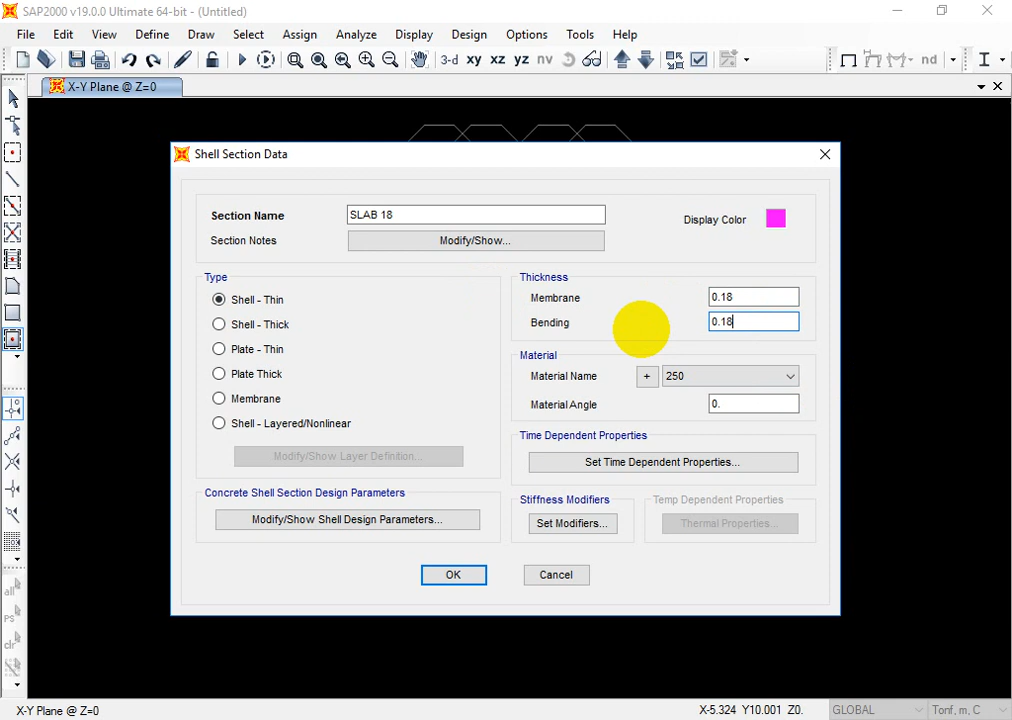 SAP2000 v19.0.0 Ultimate 64-bit - (Untitled)
File Edit View Define Draw Select Assign Analyze Display Design Options Tools Help
3-d xy xz yz nv nd
X-Y Plane @ Z=0
Shell Section Data
Section Name SLAB 18 Display Color
Section Notes Modify/Show...
Type
Shell - Thin
Shell - Thick
Plate - Thin
Plate Thick
Membrane
Shell - Layered/Nonlinear
Modify/Show Layer Definition...
Concrete Shell Section Design Parameters
Modify/Show Shell Design Parameters...
Thickness
Membrane 0.18
Bending 0.18
Material
Material Name + 250
Material Angle 0.
Time Dependent Properties
Set Time Dependent Properties...
Stiffness Modifiers
Set Modifiers...
Temp Dependent Properties
Thermal Properties...
OK Cancel
all
PS
clr
X-Y Plane @ Z=0 X-5.324 Y10.001 Z0. GLOBAL Tonf, m, C